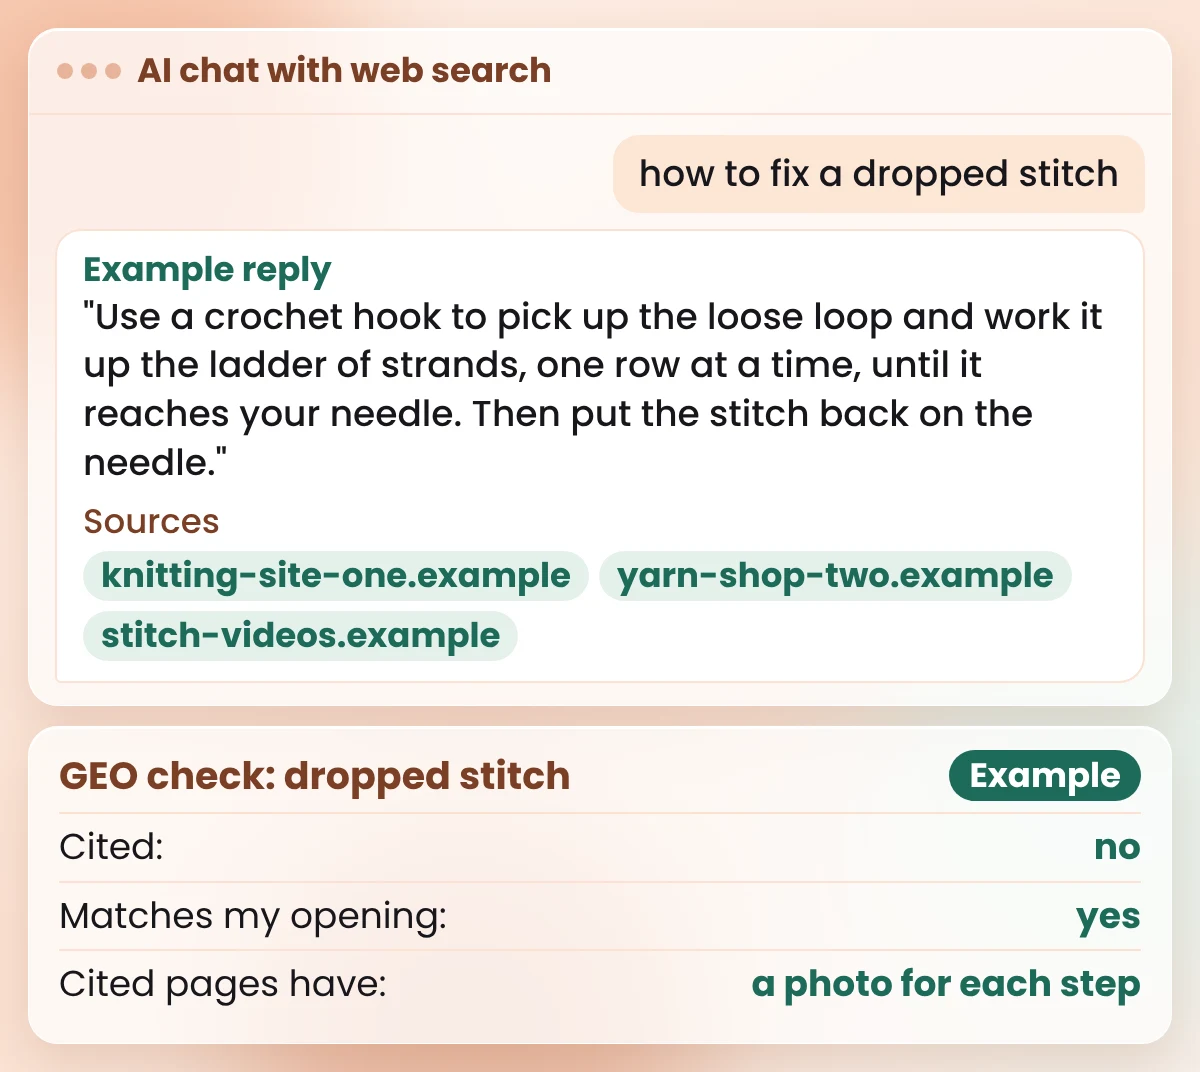 AI chat with web search
how to fix a dropped stitch
Example reply
"Use a crochet hook to pick up the loose loop and work it
up the ladder of strands, one row at a time, until it
reaches your needle. Then put the stitch back on the
needle."
Sources
knitting-site-one.example yarn-shop-two.example
stitch-videos.example
GEO check: dropped stitch Example
Cited: no
Matches my opening: yes
Cited pages have: a photo for each step